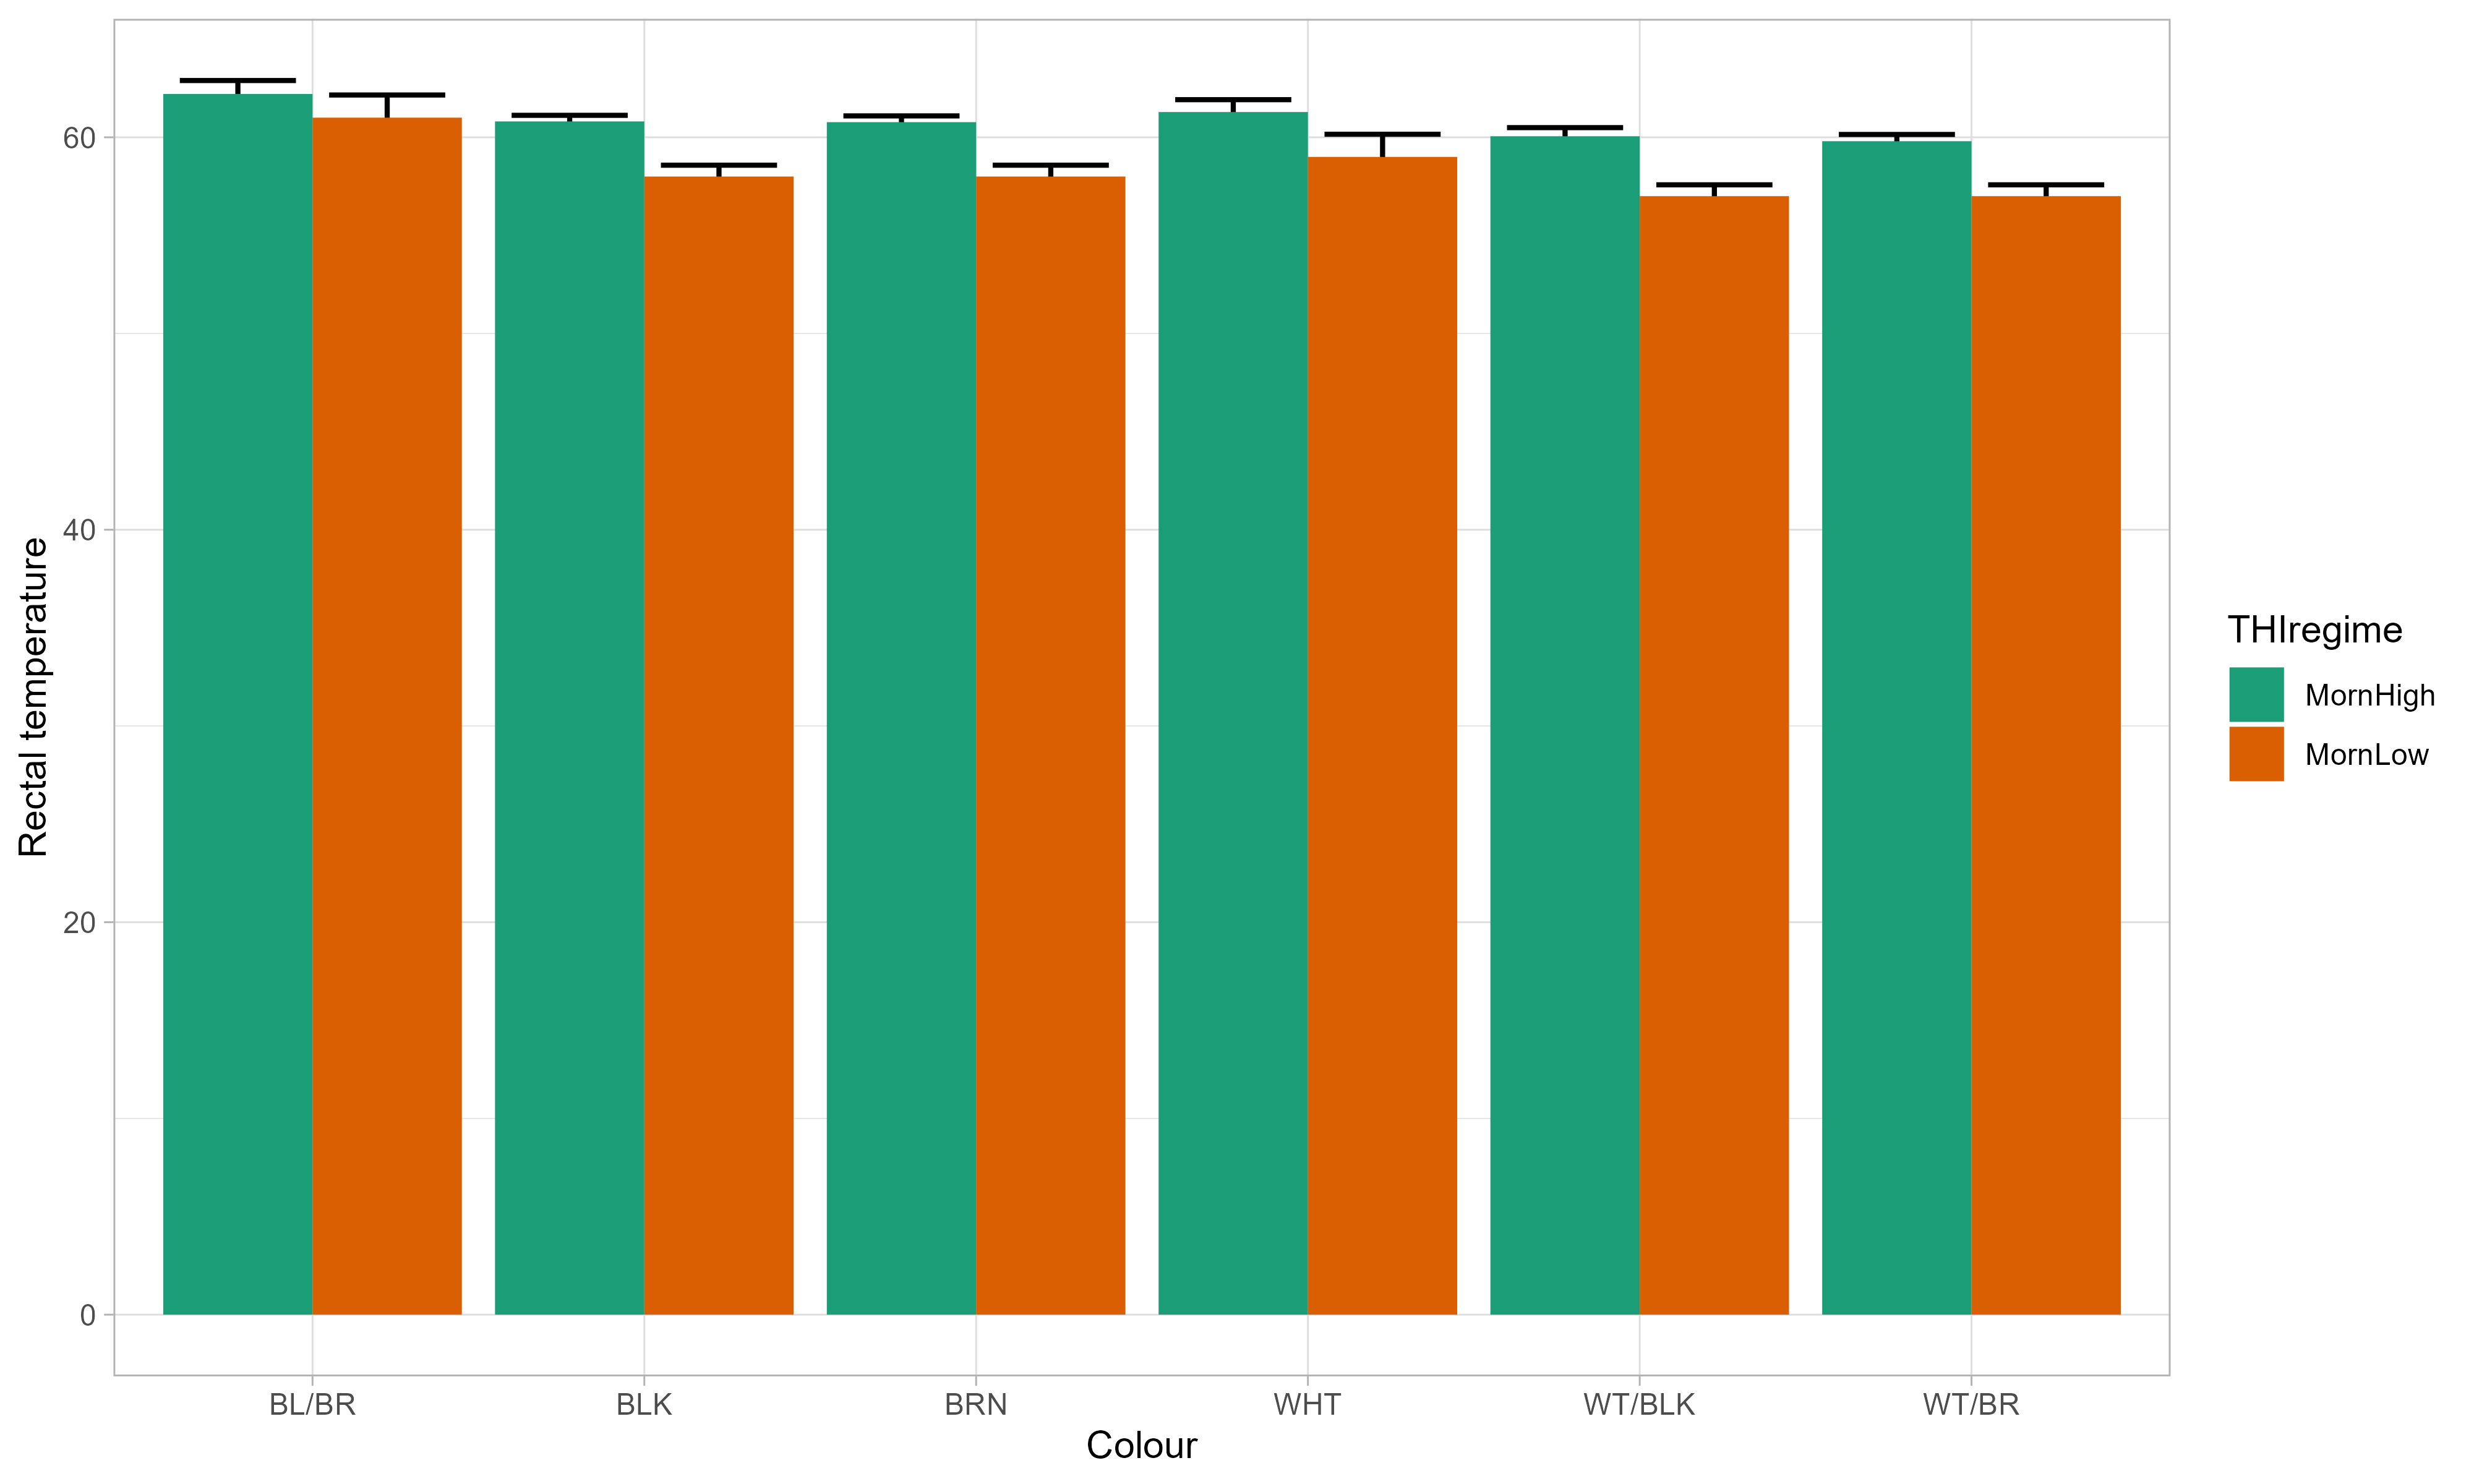 60
40
20
0
Rectal temperature
BL/BR
BLK
BRN
WHT
WT/BLK
WT/BR
Colour
THIregime
MornHigh
MornLow